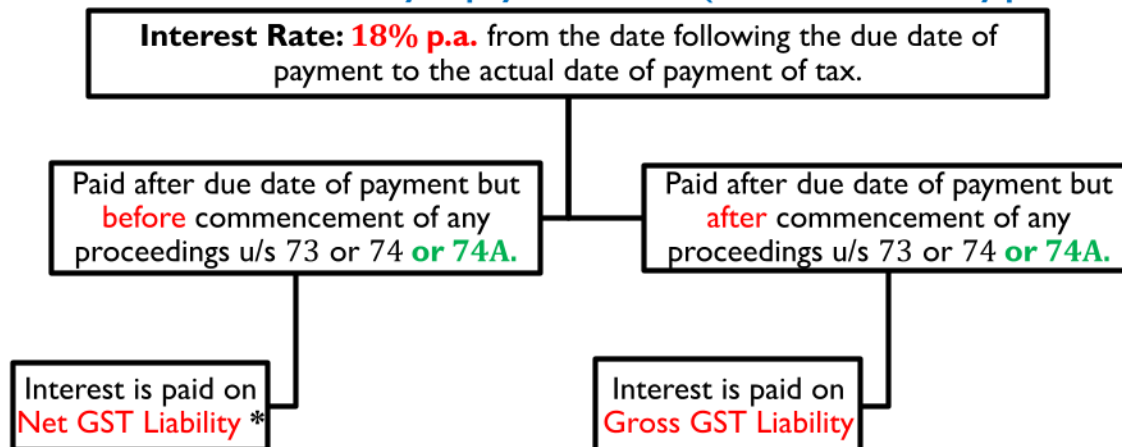 Interest Rate: 18% p.a. from the date following the due date of
payment to the actual date of payment of tax.
Paid after due date of payment but
before commencement of any
proceedings u/s 73 or 74 or 74A.
Paid after due date of payment but
after commencement of any
proceedings u/s 73 or 74 or 74A.
Interest is paid on
Net GST Liability *
Interest is paid on
Gross GST Liability